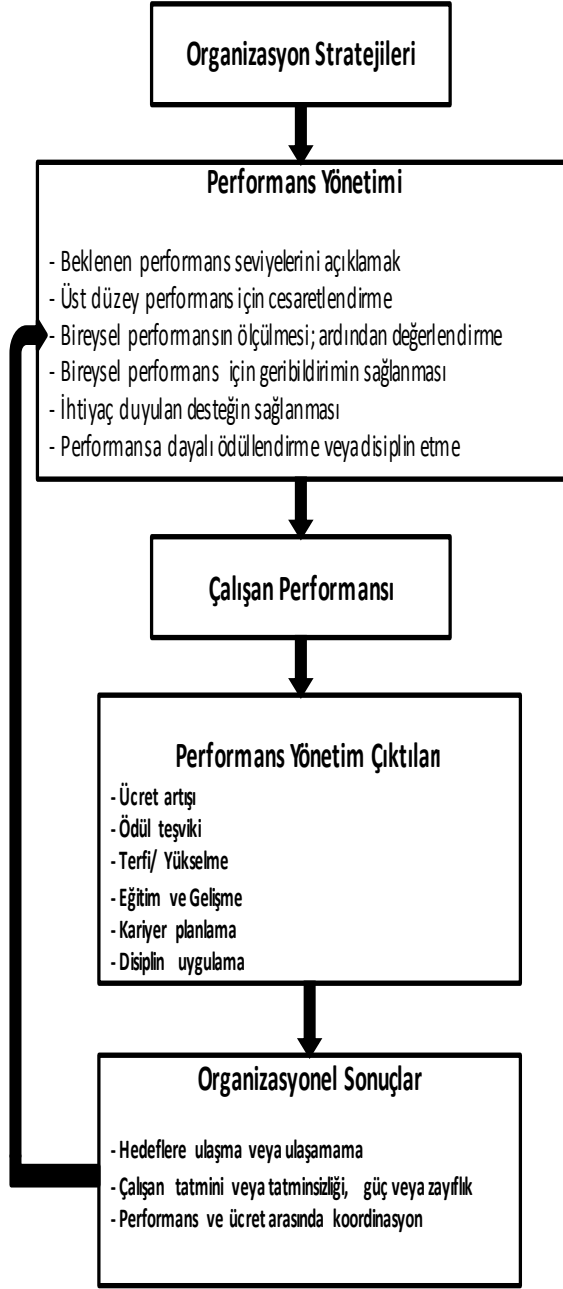 Organizasyon Stratejileri
Performans Yönetimi
- Beklenen performans seviyelerini açıklamak
- Üst düzey performans için cesaretlendirme
- Bireysel performansın ölçülmesi; ardından değerlendirme
- Bireysel performans için geribildirimin sağlanması
- İhtiyaç duyulan desteğin sağlanması
- Performansa dayalı ödüllendirme veya disiplin etme
Çalışan Performansı
Performans Yönetim Çıktıları
- Ücret artışı
- Ödül teşviki
- Terfi/ Yükselme
- Eğitim ve Gelişme
- Kariyer planlama
- Disiplin uygulama
Organizasyonel Sonuçlar
- Hedeflere ulaşma veya ulaşamama
- Çalışan tatmini veya tatminsizliği, güç veya zayıflık
- Performans ve ücret arasında koordinasyon